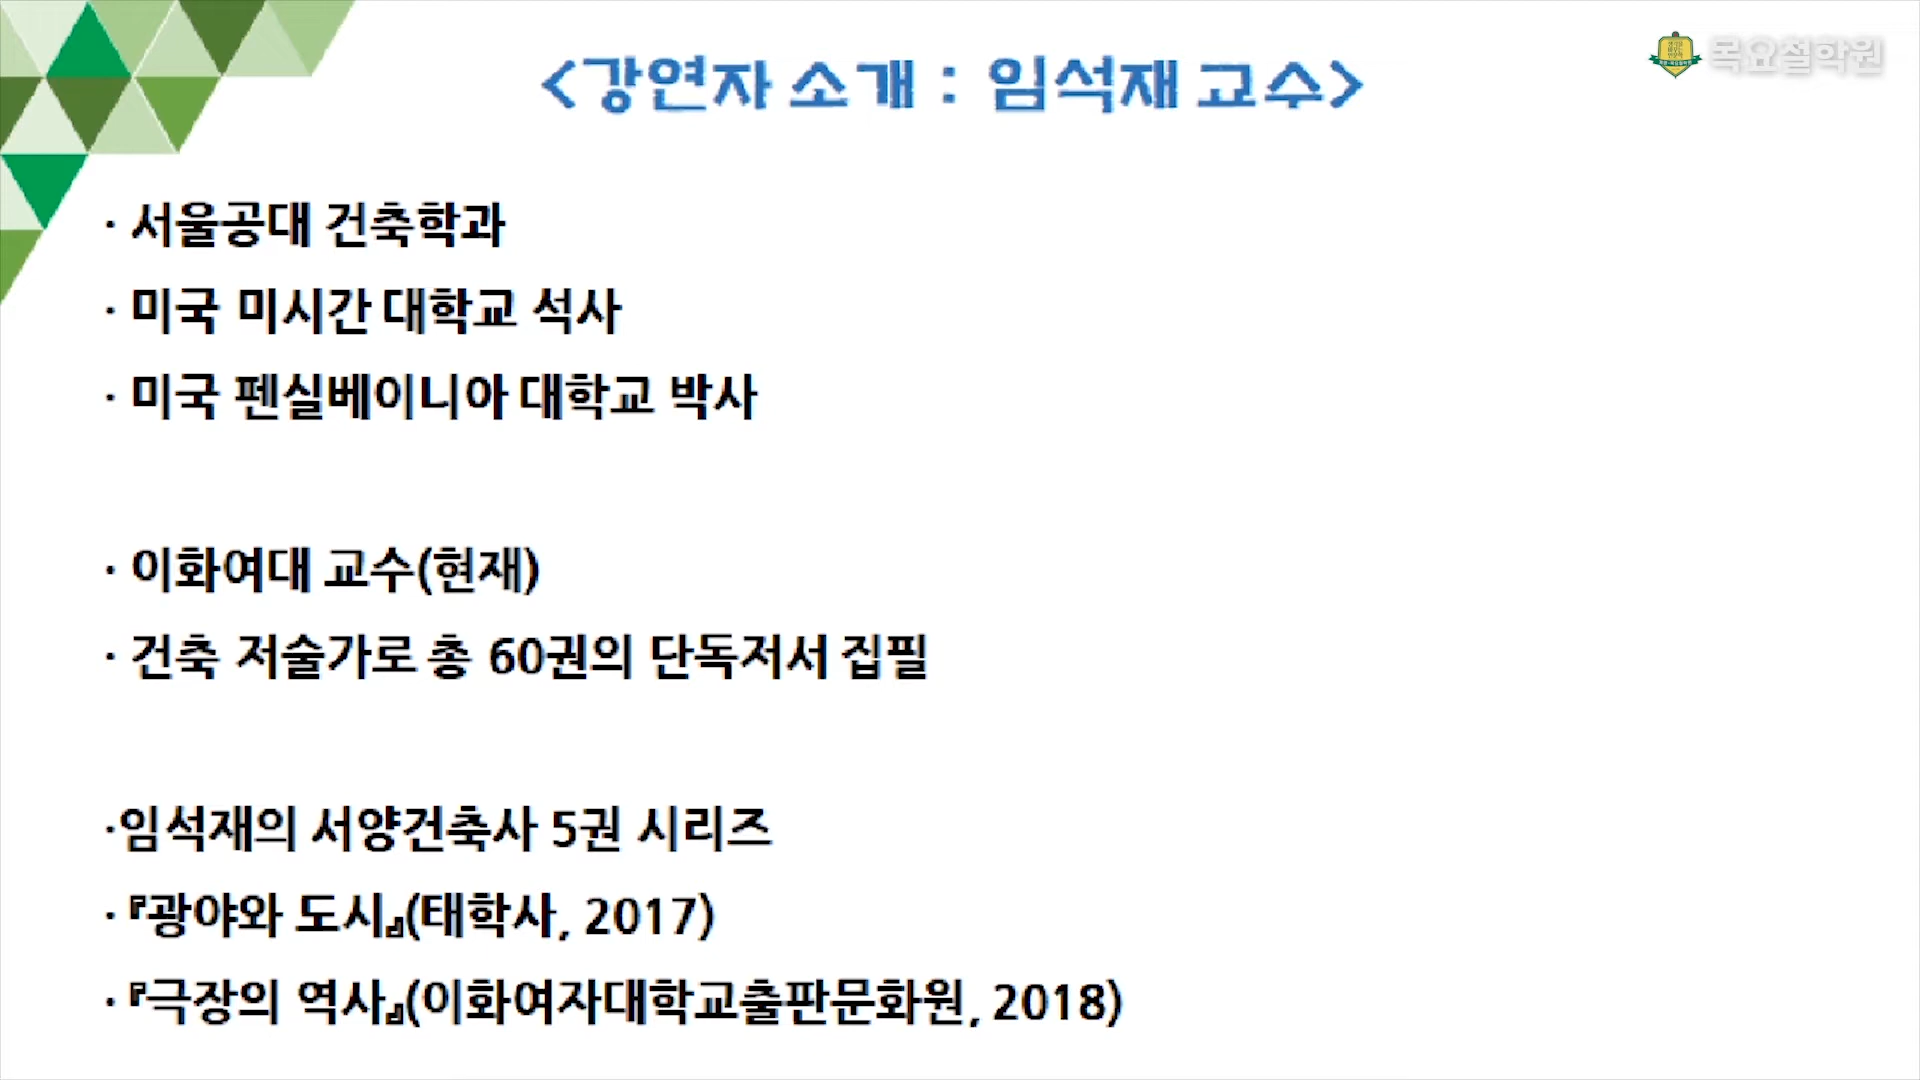 <강연자 소개 : 임석재 교수>
목요철학원
· 서울공대 건축학과
· 미국 미시간 대학교 석사
· 미국 펜실베이니아 대학교 박사
· 이화여대 교수(현재)
· 건축 저술가로 총 60권의 단독저서 집필
·임석재의 서양건축사 5권 시리즈
· 『광야와 도시』(태학사, 2017)
· 『극장의 역사』(이화여자대학교출판문화원, 2018)